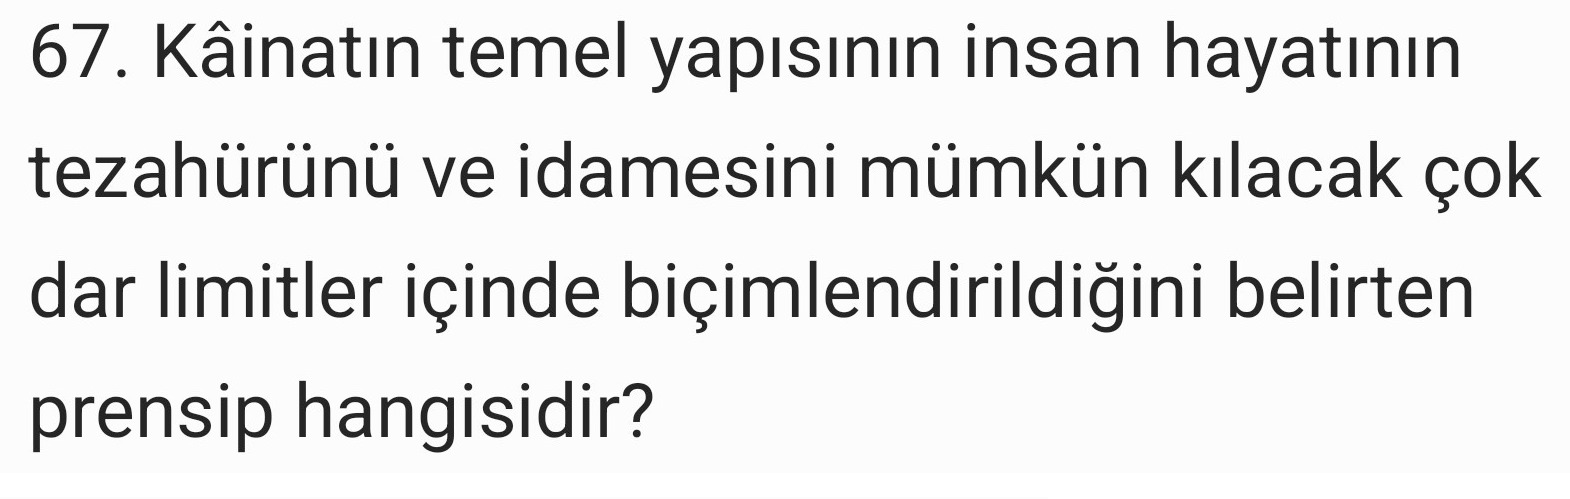 67. Kâinatın temel yapısının insan hayatının
tezahürünü ve idamesini mümkün kılacak çok
dar limitler içinde biçimlendirildiğini belirten
prensip hangisidir?